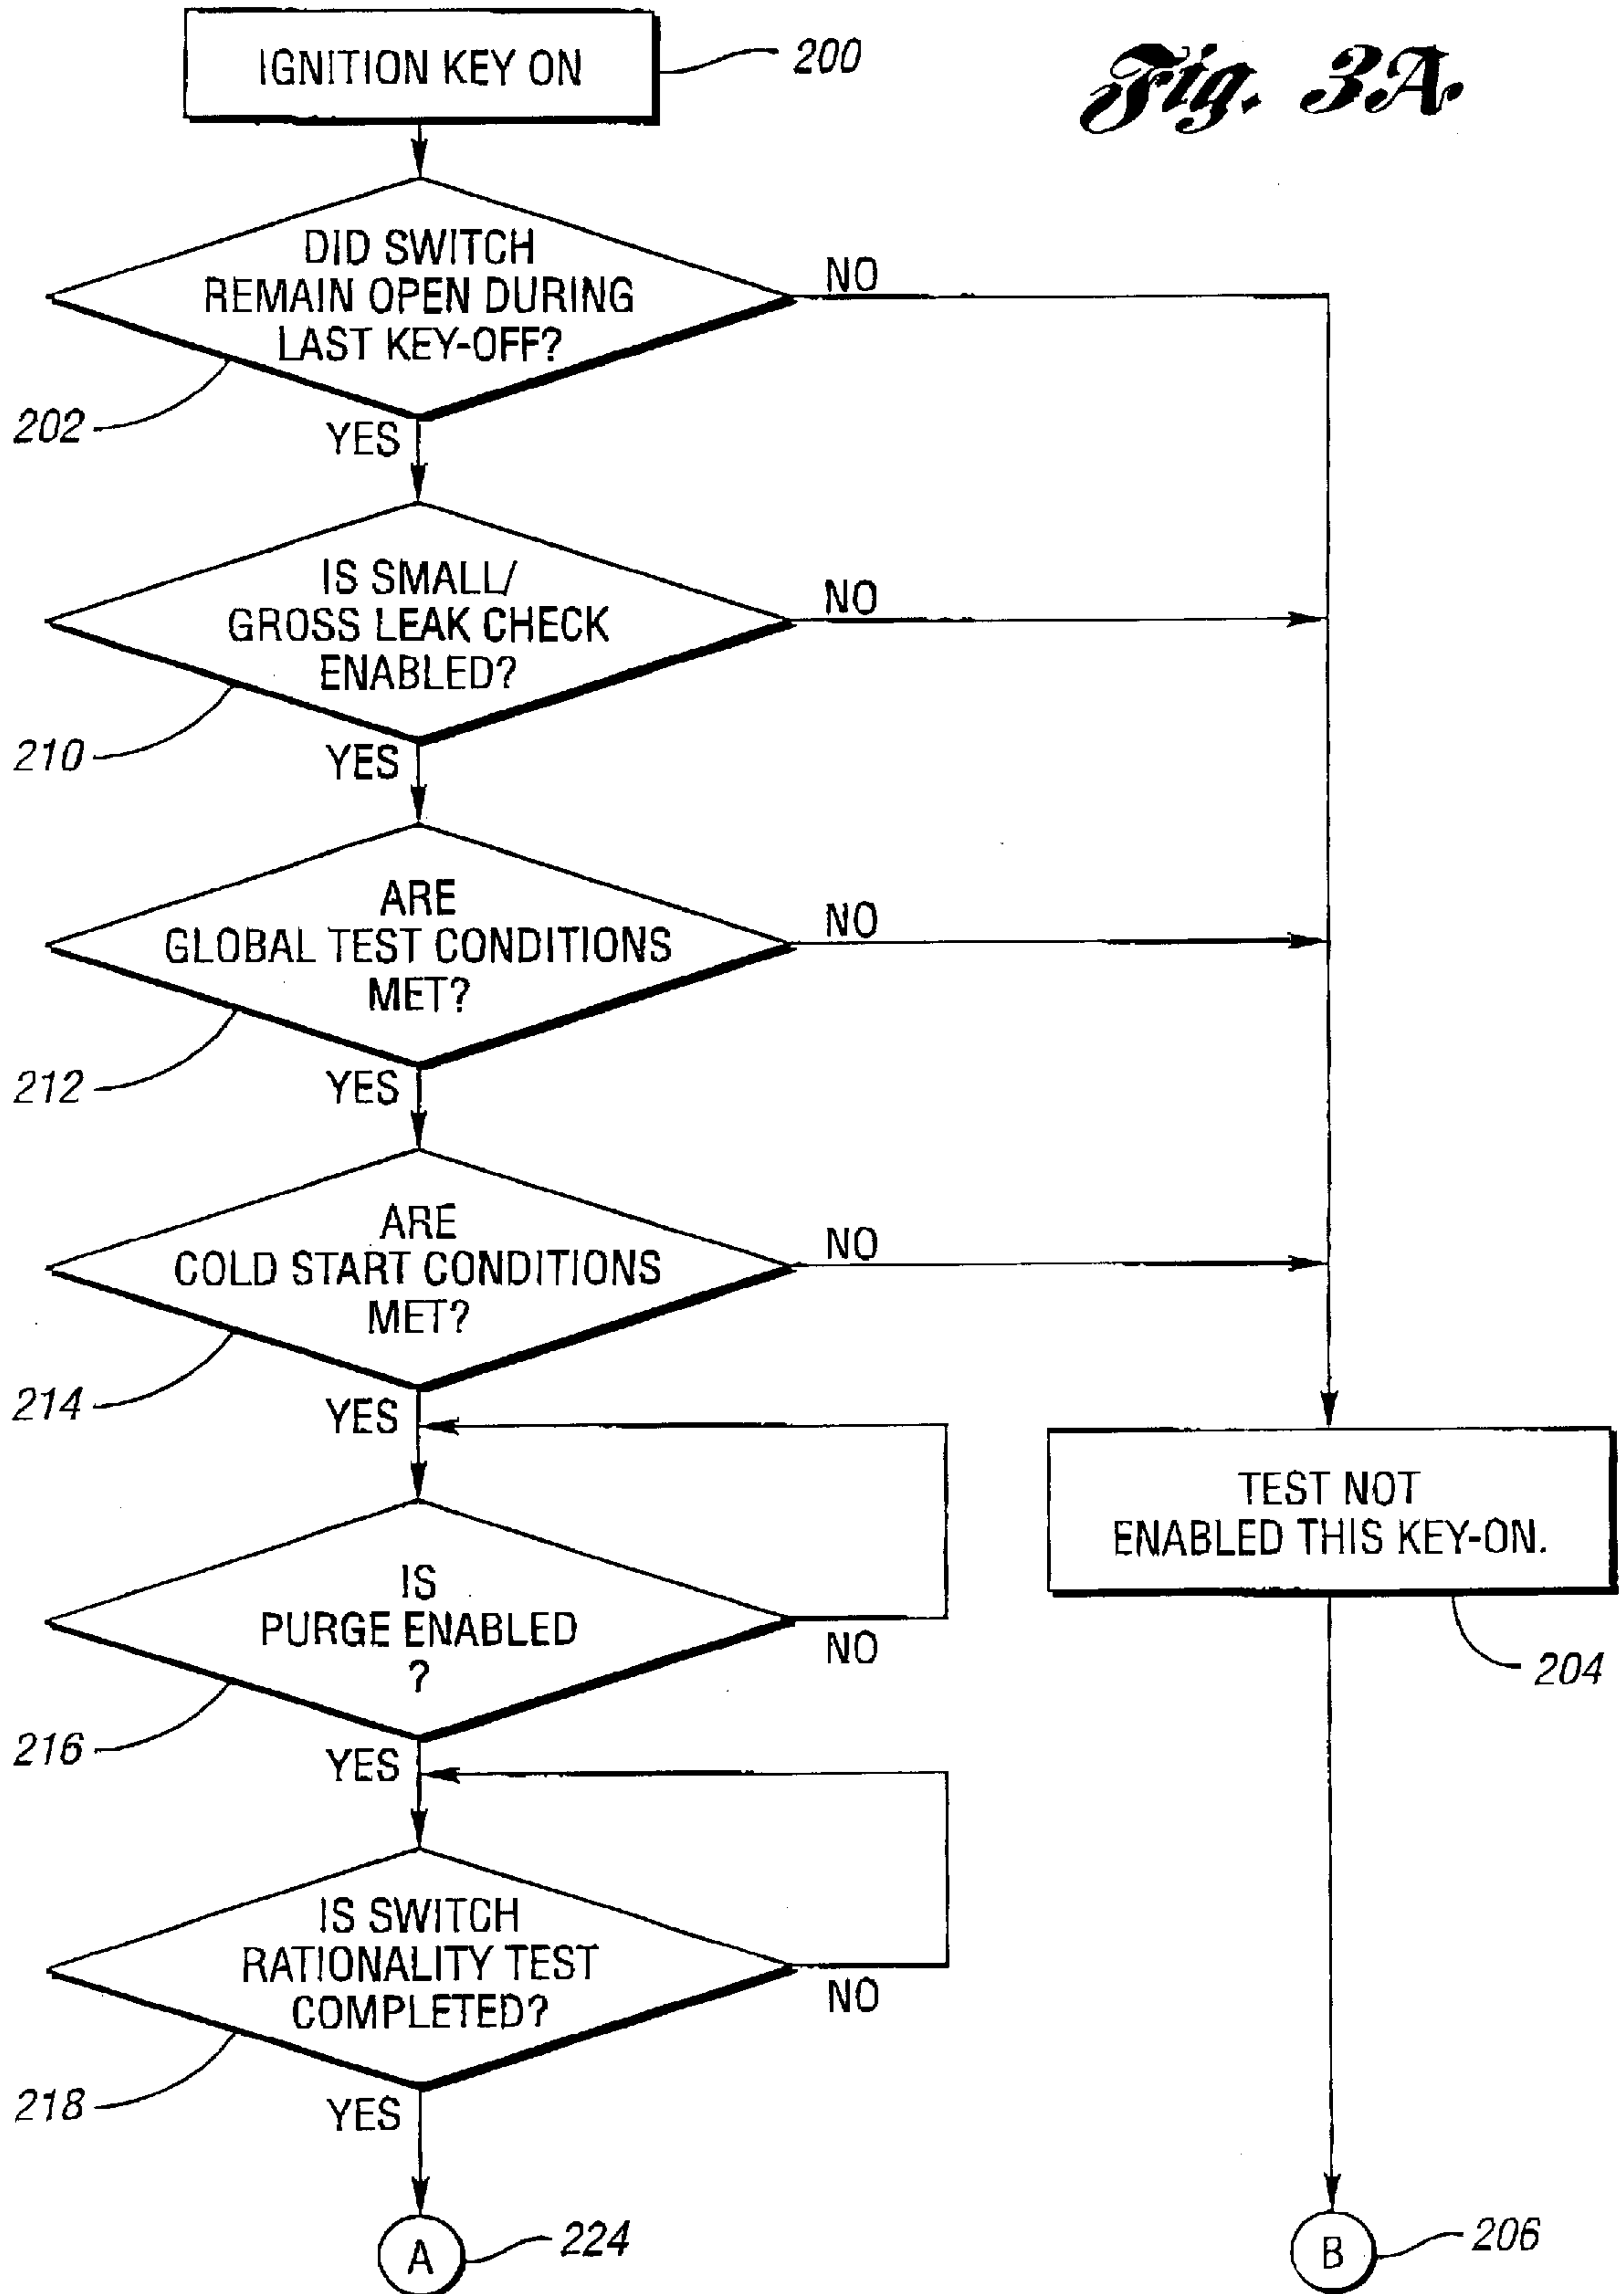 Fig. 3A.
IGNITION KEY ON
200
DID SWITCH
REMAIN OPEN DURING
LAST KEY-OFF?
NO
202
YES
IS SMALL/
GROSS LEAK CHECK
ENABLED?
NO
210
YES
ARE
GLOBAL TEST CONDITIONS
MET?
NO
212
YES
ARE
COLD START CONDITIONS
MET?
NO
214
YES
TEST NOT
ENABLED THIS KEY-ON.
204
IS
PURGE ENABLED
?
NO
216
YES
IS SWITCH
RATIONALITY TEST
COMPLETED?
NO
218
YES
A
224
B
206